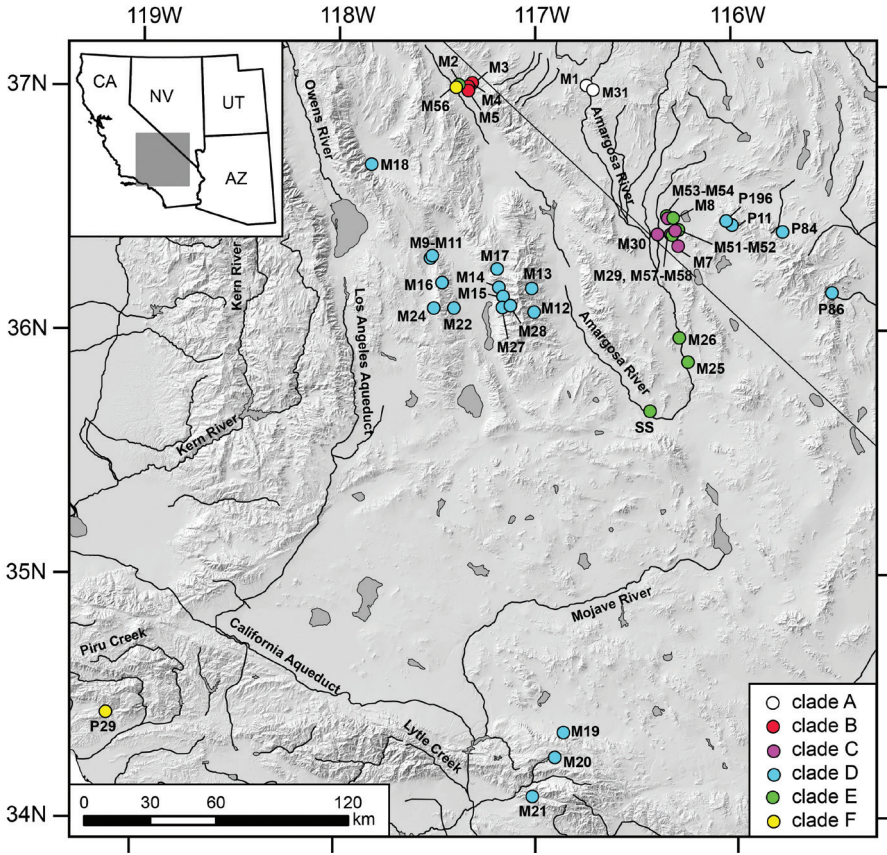 119W 118W 117W 116W
37N
36N
35N
34N
CA
NV
UT
AZ
Owens River
M2
M3
M4
M56
M5
M1
M31
Amargosa River
M18
M53-M54
M8
P196
P11
P84
M30
M51-M52
M7
M29, M57-M58
P86
M9-M11
M17
M14
M13
M16
M15
M24
M22
M12
M28
M27
Amargosa River
M26
M25
SS
Kern River
Los Angeles Aqueduct
Kern River
Mojave River
California Aqueduct
Piru Creek
P29
Lytle Creek
M19
M20
M21
clade A
clade B
clade C
clade D
clade E
clade F
0 30 60 120
km